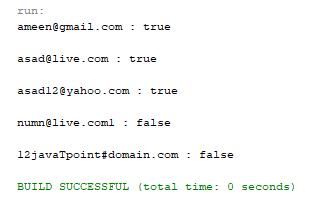 run:
ameen@gmail.com : true
asad@live.com : true
asad12@yahoo.com : true
numn@live.com1 : false
12javaTpoint#domain.com : false
BUILD SUCCESSFUL (total time: 0 seconds)